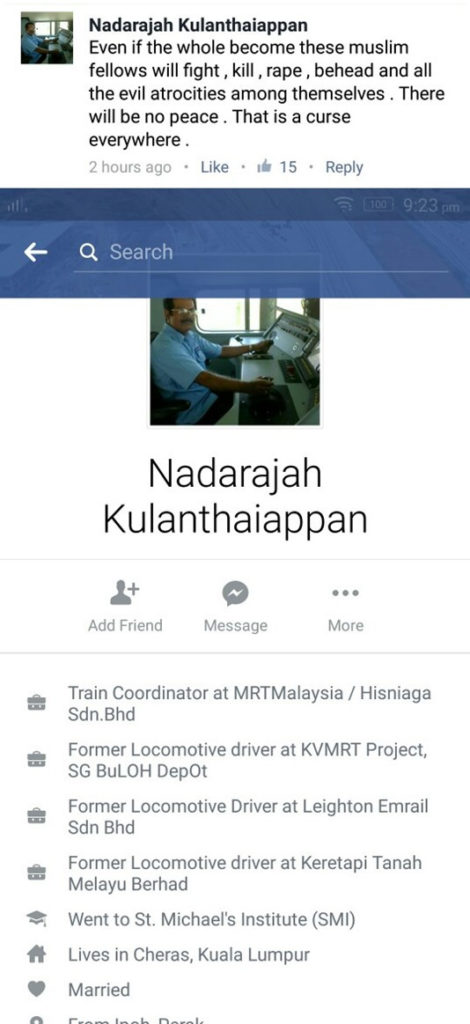 Nadarajah Kulanthaiappan
Even if the whole become these muslim
fellows will fight , kill , rape , behead and all
the evil atrocities among themselves . There
will be no peace . That is a curse
everywhere .
2 hours ago • Like • 15 • Reply
100 9:23 pm
Search
Nadarajah
Kulanthaiappan
Add Friend Message More
Train Coordinator at MRTMalaysia / Hisniaga
Sdn.Bhd
Former Locomotive driver at KVMRT Project,
SG BuLOH DepOt
Former Locomotive Driver at Leighton Emrail
Sdn Bhd
Former Locomotive driver at Keretapi Tanah
Melayu Berhad
Went to St. Michael's Institute (SMI)
Lives in Cheras, Kuala Lumpur
Married
From Ipoh, Perak